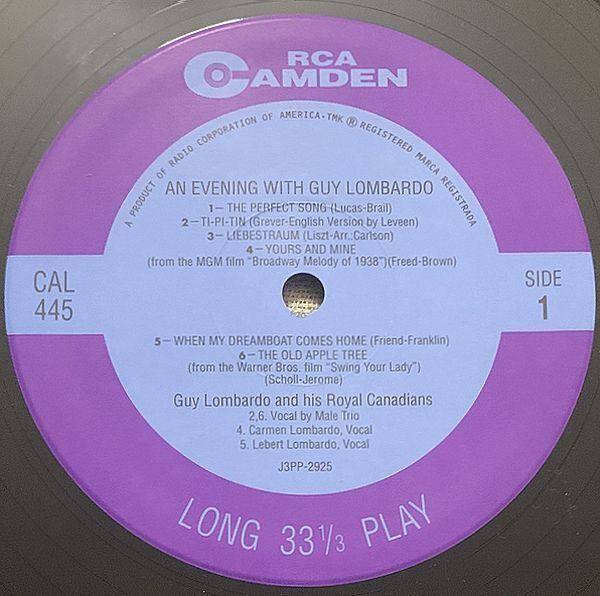 RCA
CAMDEN
A PRODUCT OF RADIO CORPORATION OF AMERICA • TMK ® REGISTERED MARCA REGISTRADA
AN EVENING WITH GUY LOMBARDO
1—THE PERFECT SONG (Lucas-Brail)
2—TI-PI-TIN (Grever-English Version by Leveen)
3—LIEBESTRAUM (Liszt-Arr.:Carlson)
4—YOURS AND MINE
(from the MGM film "Broadway Melody of 1938")(Freed-Brown)
CAL
445
SIDE
1
5—WHEN MY DREAMBOAT COMES HOME (Friend-Franklin)
6—THE OLD APPLE TREE
(from the Warner Bros. film "Swing Your Lady")
(Scholl-Jerome)
Guy Lombardo and his Royal Canadians
2,6. Vocal by Male Trio
4. Carmen Lombardo, Vocal
5. Lebert Lombardo, Vocal
J3PP-2925
LONG 33 1/3 PLAY